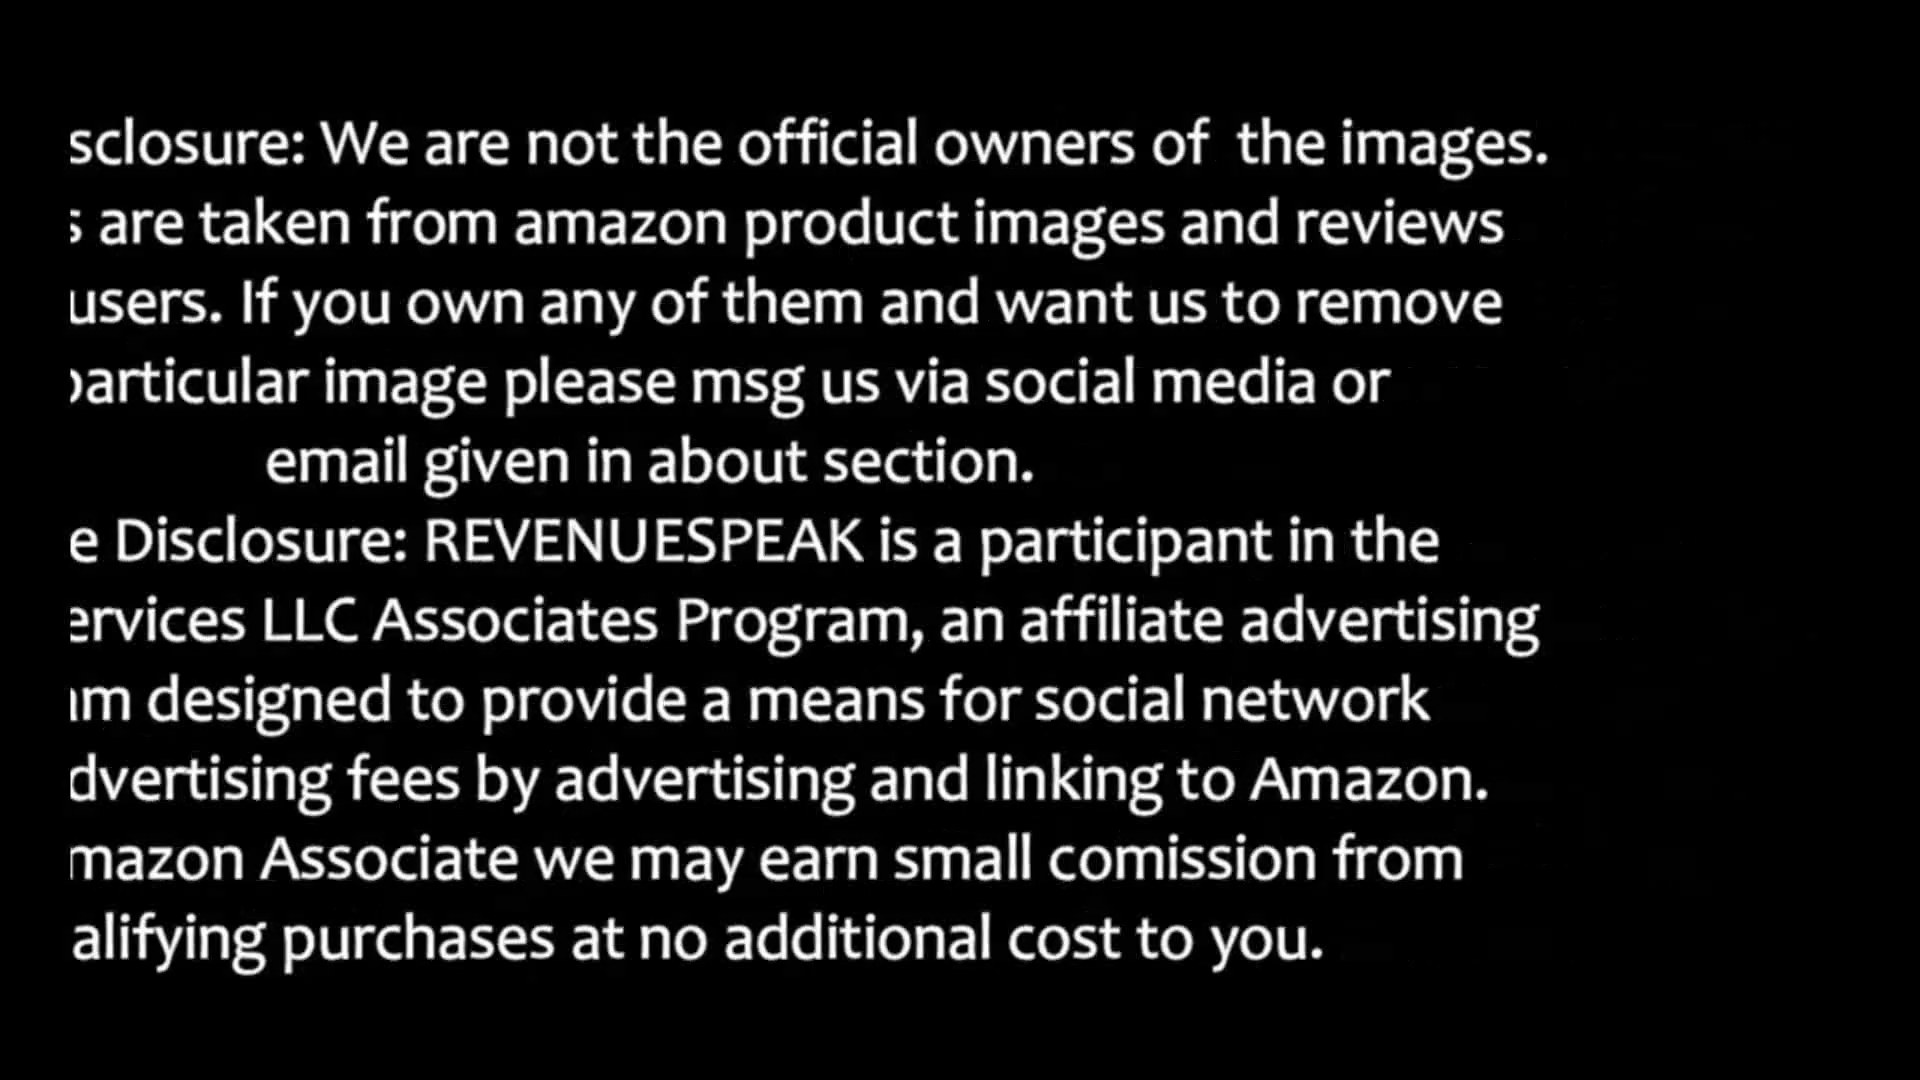 sclosure: We are not the official owners of the images.
s are taken from amazon product images and reviews
users. If you own any of them and want us to remove
particular image please msg us via social media or
email given in about section.
e Disclosure: REVENUESPEAK is a participant in the
ervices LLC Associates Program, an affiliate advertising
am designed to provide a means for social network
dvertising fees by advertising and linking to Amazon.
mazon Associate we may earn small comission from
alifying purchases at no additional cost to you.